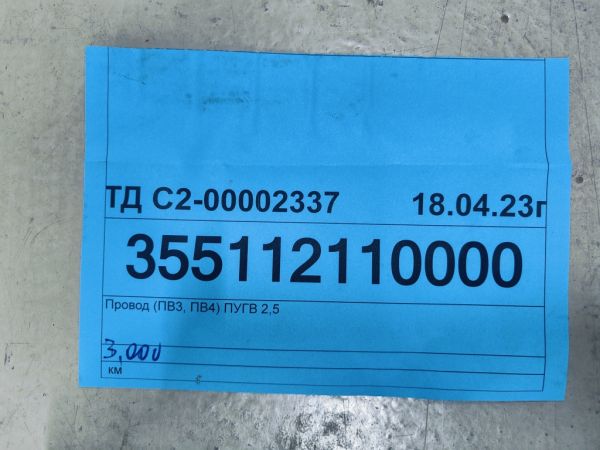 ТД С2-00002337 18.04.23г
355112110000
Провод (ПВ3, ПВ4) ПУГВ 2,5
3,000
км